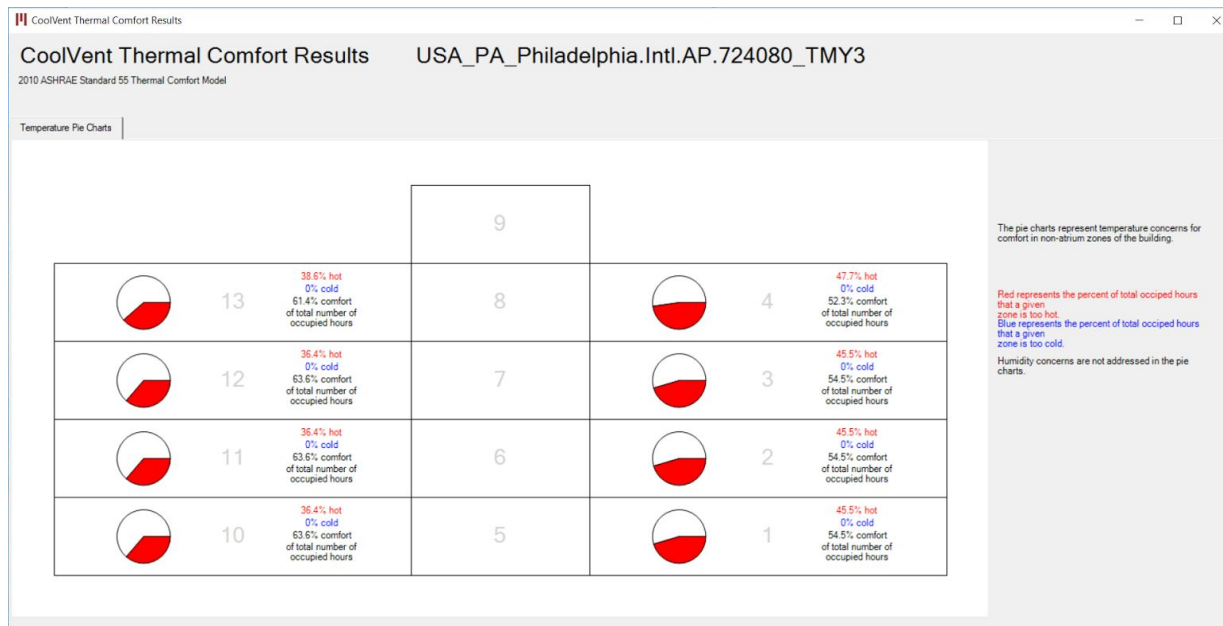 CoolVent Thermal Comfort Results
CoolVent Thermal Comfort Results USA_PA_Philadelphia.Intl.AP.724080_TMY3
2010 ASHRAE Standard 55 Thermal Comfort Model
Temperature Pie Charts
9
The pie charts represent temperature concerns for
comfort in non-atrium zones of the building.
13
38.6% hot
0% cold
61.4% comfort
of total number of
occupied hours
8
4
47.7% hot
0% cold
52.3% comfort
of total number of
occupied hours
Red represents the percent of total occiped hours
that a given
zone is too hot.
Blue represents the percent of total occiped hours
that a given
zone is too cold.
Humidity concerns are not addressed in the pie
charts.
12
36.4% hot
0% cold
63.6% comfort
of total number of
occupied hours
7
3
45.5% hot
0% cold
54.5% comfort
of total number of
occupied hours
11
36.4% hot
0% cold
63.6% comfort
of total number of
occupied hours
6
2
45.5% hot
0% cold
54.5% comfort
of total number of
occupied hours
10
36.4% hot
0% cold
63.6% comfort
of total number of
occupied hours
5
1
45.5% hot
0% cold
54.5% comfort
of total number of
occupied hours